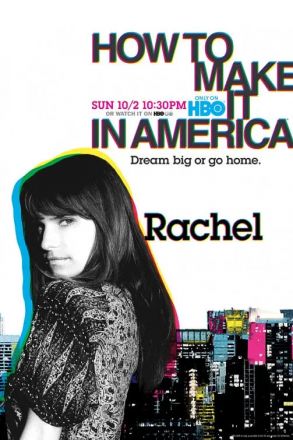 HOW TO
MAKE
SUN 10/2 10:30PM ONLY ON HBO IT
OR WATCH IT ON HBO GO
IN AMERICA
Dream big or go home.
Rachel